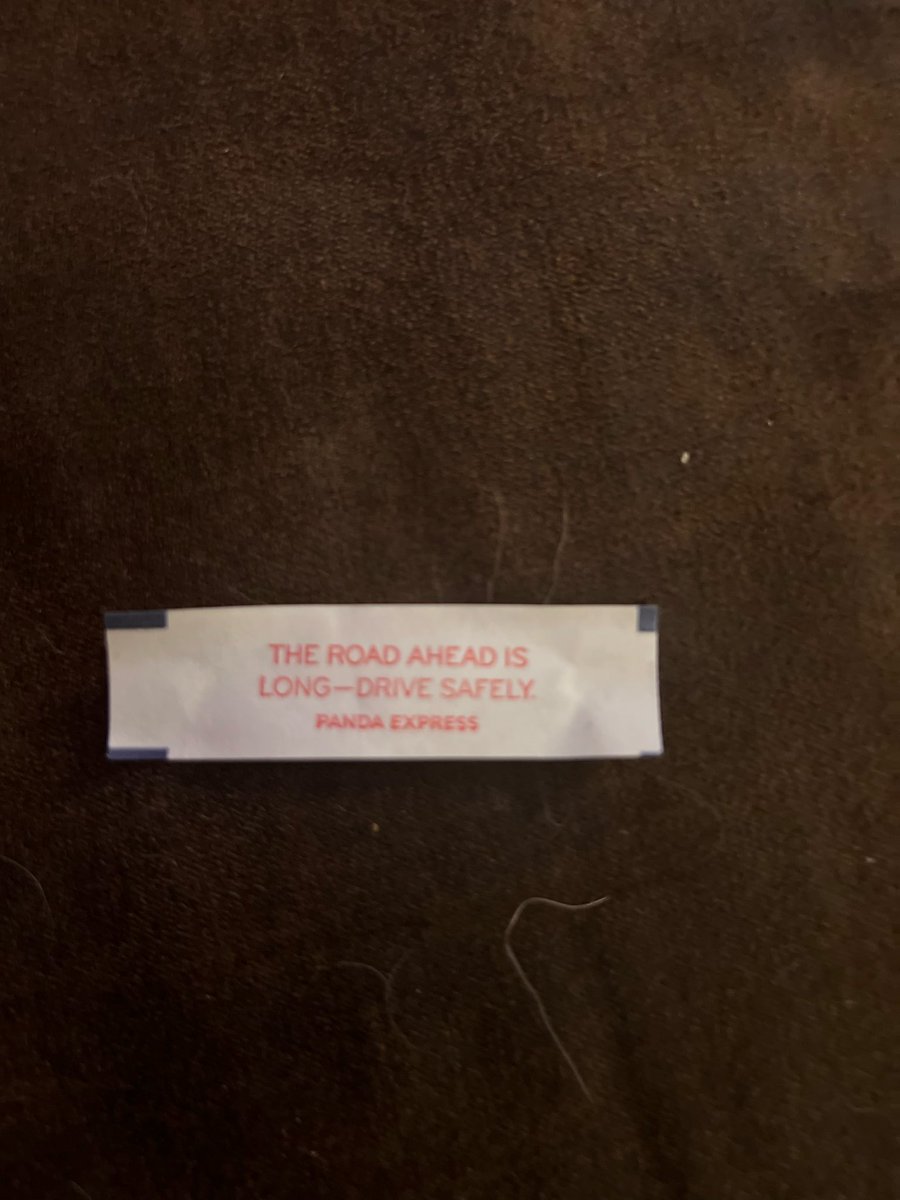 THE ROAD AHEAD IS
LONG—DRIVE SAFELY.
PANDA EXPRESS